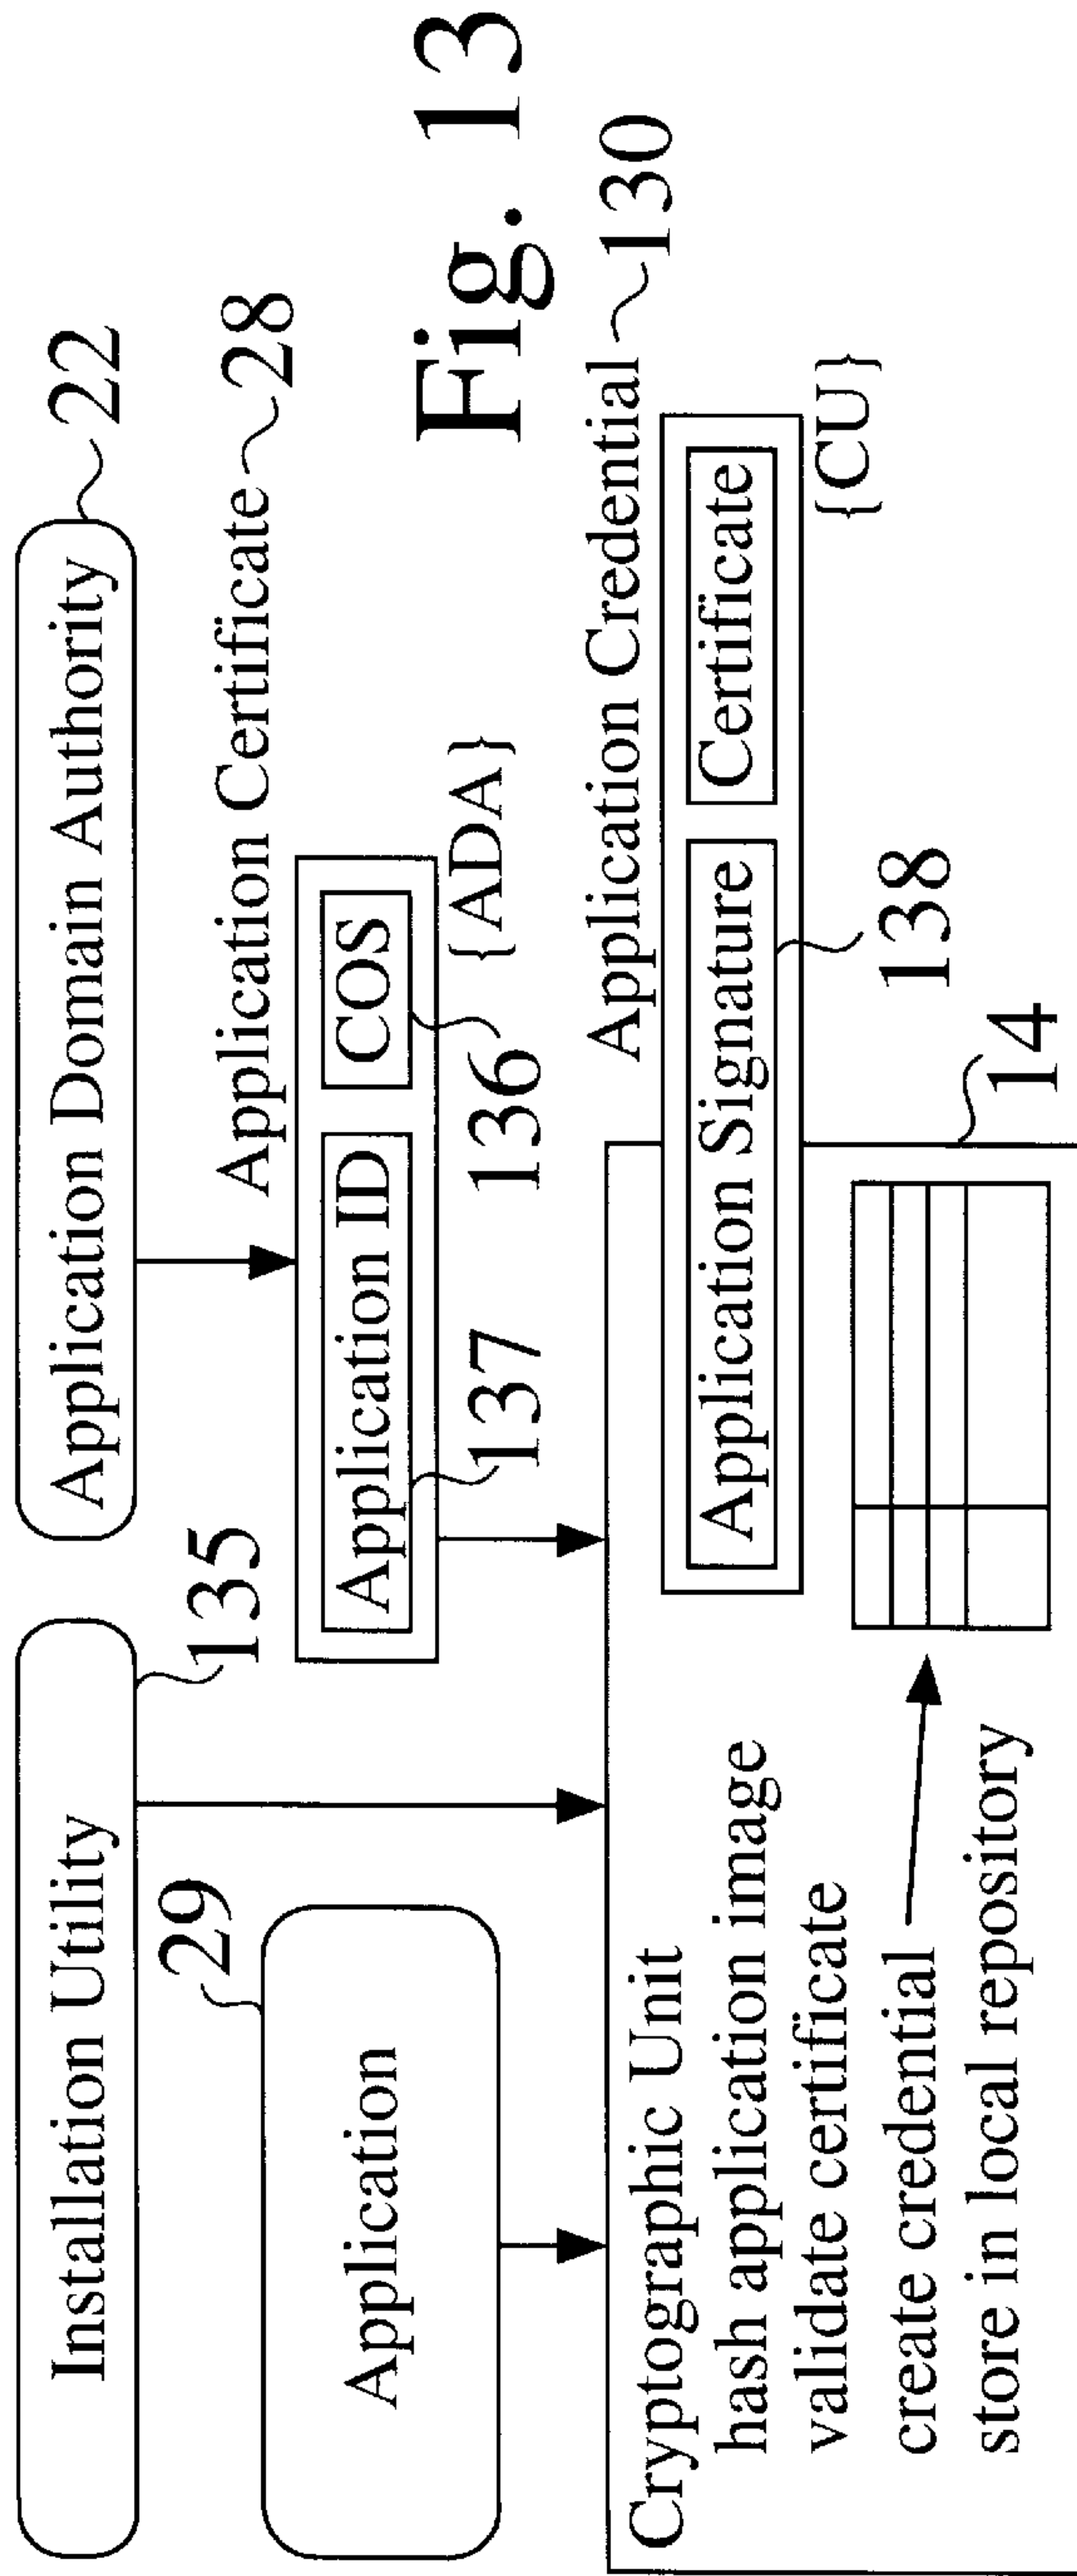 Installation Utility
135
Application Domain Authority
22
29
Application
Application Certificate
28
Application ID
COS
{ADA}
137
136
Fig. 13
Cryptographic Unit
hash application image
validate certificate
create credential
store in local repository
Application Credential
130
Application Signature
Certificate
{CU}
138
14